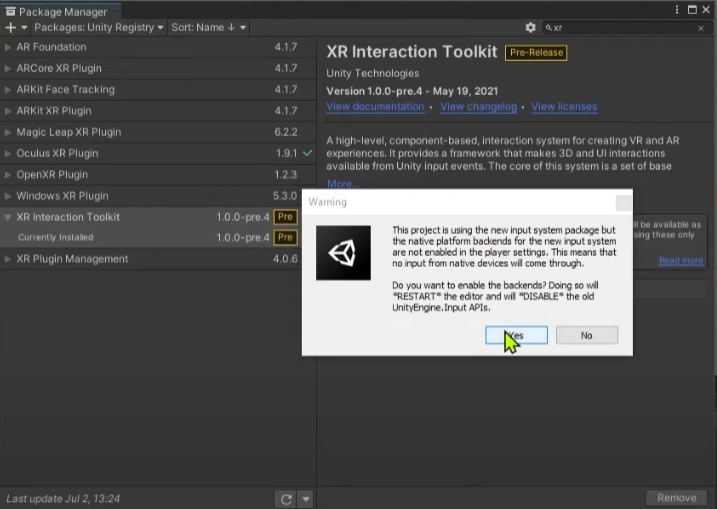 Package Manager
Packages: Unity Registry
Sort: Name ↓
xr
AR Foundation 4.1.7
ARCore XR Plugin 4.1.7
ARKit Face Tracking 4.1.7
ARKit XR Plugin 4.1.7
Magic Leap XR Plugin 6.2.2
Oculus XR Plugin 1.9.1
OpenXR Plugin 1.2.3
Windows XR Plugin 5.3.0
XR Interaction Toolkit 1.0.0-pre.4 Pre
Currently Installed 1.0.0-pre.4 Pre
XR Plugin Management 4.0.6
Last update Jul 2, 13:24
XR Interaction Toolkit Pre-Release
Unity Technologies
Version 1.0.0-pre.4 - May 19, 2021
View documentation • View changelog • View licenses
A high-level, component-based, interaction system for creating VR and AR
experiences. It provides a framework that makes 3D and UI interactions
available from Unity input events. The core of this system is a set of base
More...
ill be available as
sing these only
Read more
Warning
This project is using the new input system package but
the native platform backends for the new input system
are not enabled in the player settings. This means that
no input from native devices will come through.
Do you want to enable the backends? Doing so will
*RESTART* the editor and will *DISABLE* the old
UnityEngine.Input APIs.
Yes
No
Remove